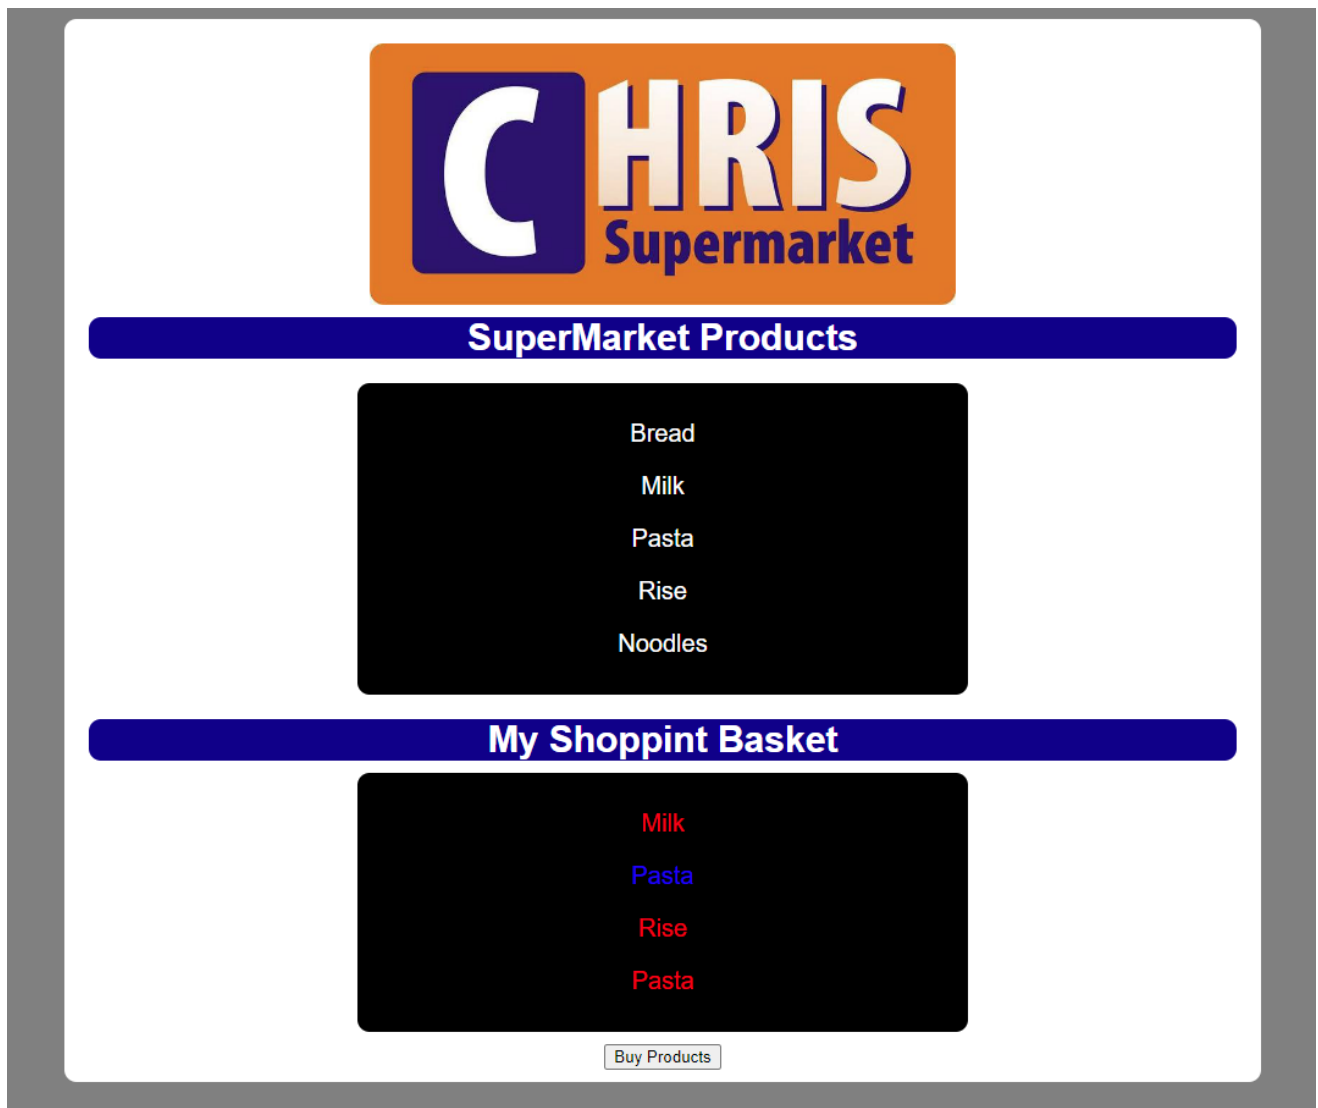 CHRIS
Supermarket
SuperMarket Products
Bread
Milk
Pasta
Rise
Noodles
My Shoppint Basket
Milk
Pasta
Rise
Pasta
Buy Products